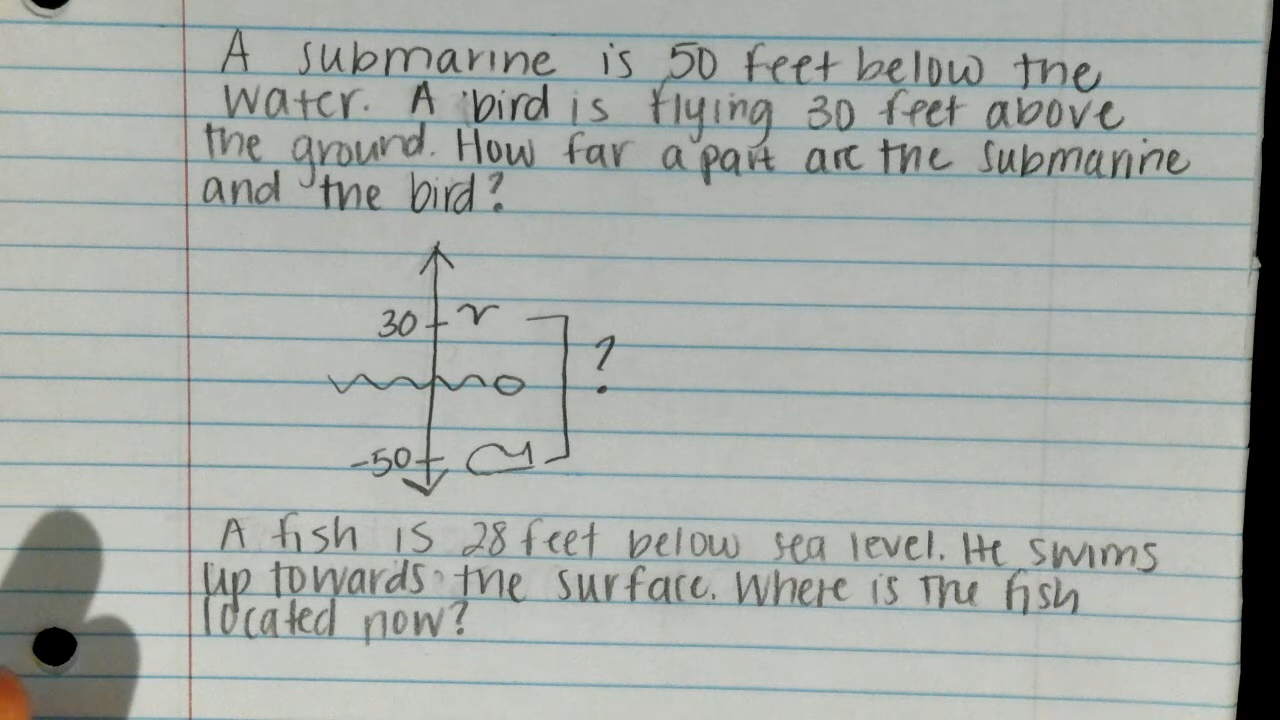 A submarine is 50 feet below the
water. A bird is flying 30 feet above
the ground. How far apart are the submarine
and the bird?
30
?
0
-50
A fish is 28 feet below sea level. He swims
up towards the surface. Where is the fish
located now?